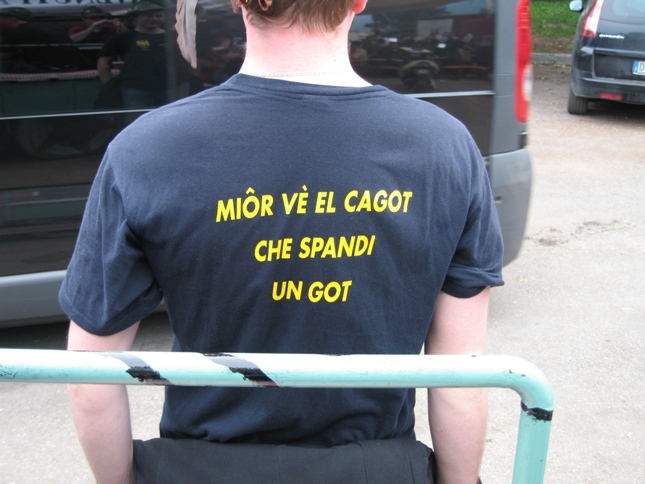 MIÔR VÈ EL CAGOT
CHE SPANDI
UN GOT